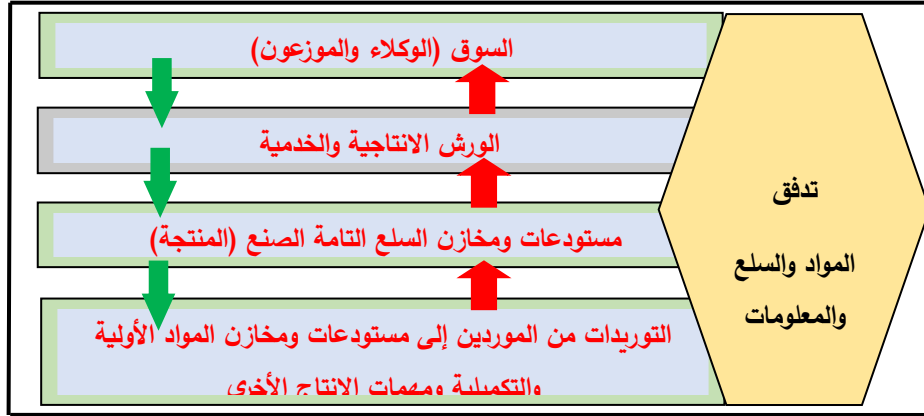 السوق (الوكلاء والموزعون)
الورش الانتاجية والخدمية
مستودعات ومخازن السلع التامة الصنع (المنتجة)
التوريدات من الموردين إلى مستودعات ومخازن المواد الأولية
والتكميلية ومهمات الانتاج الأخرى
تدفق
المواد والسلع
والمعلومات